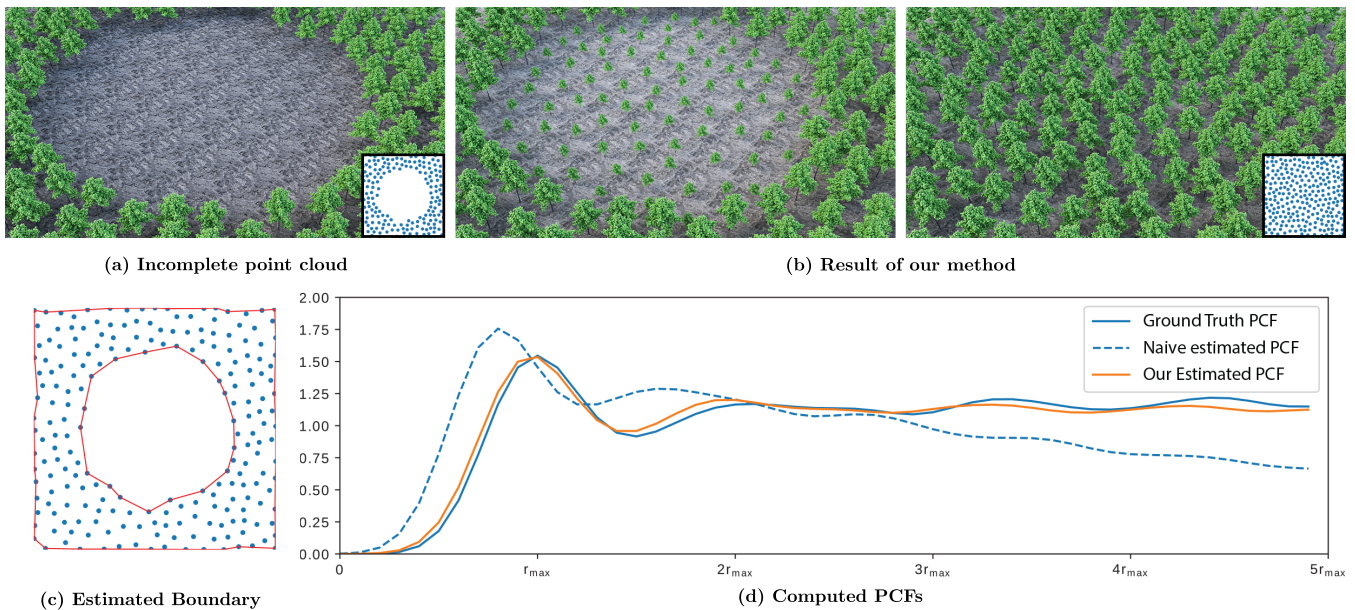 (a) Incomplete point cloud
(b) Result of our method
2.00
1.75
1.50
1.25
1.00
0.75
0.50
0.25
0.00
0
rmax
2rmax
3rmax
4rmax
5rmax
Ground Truth PCF
Naive estimated PCF
Our Estimated PCF
(c) Estimated Boundary
(d) Computed PCFs